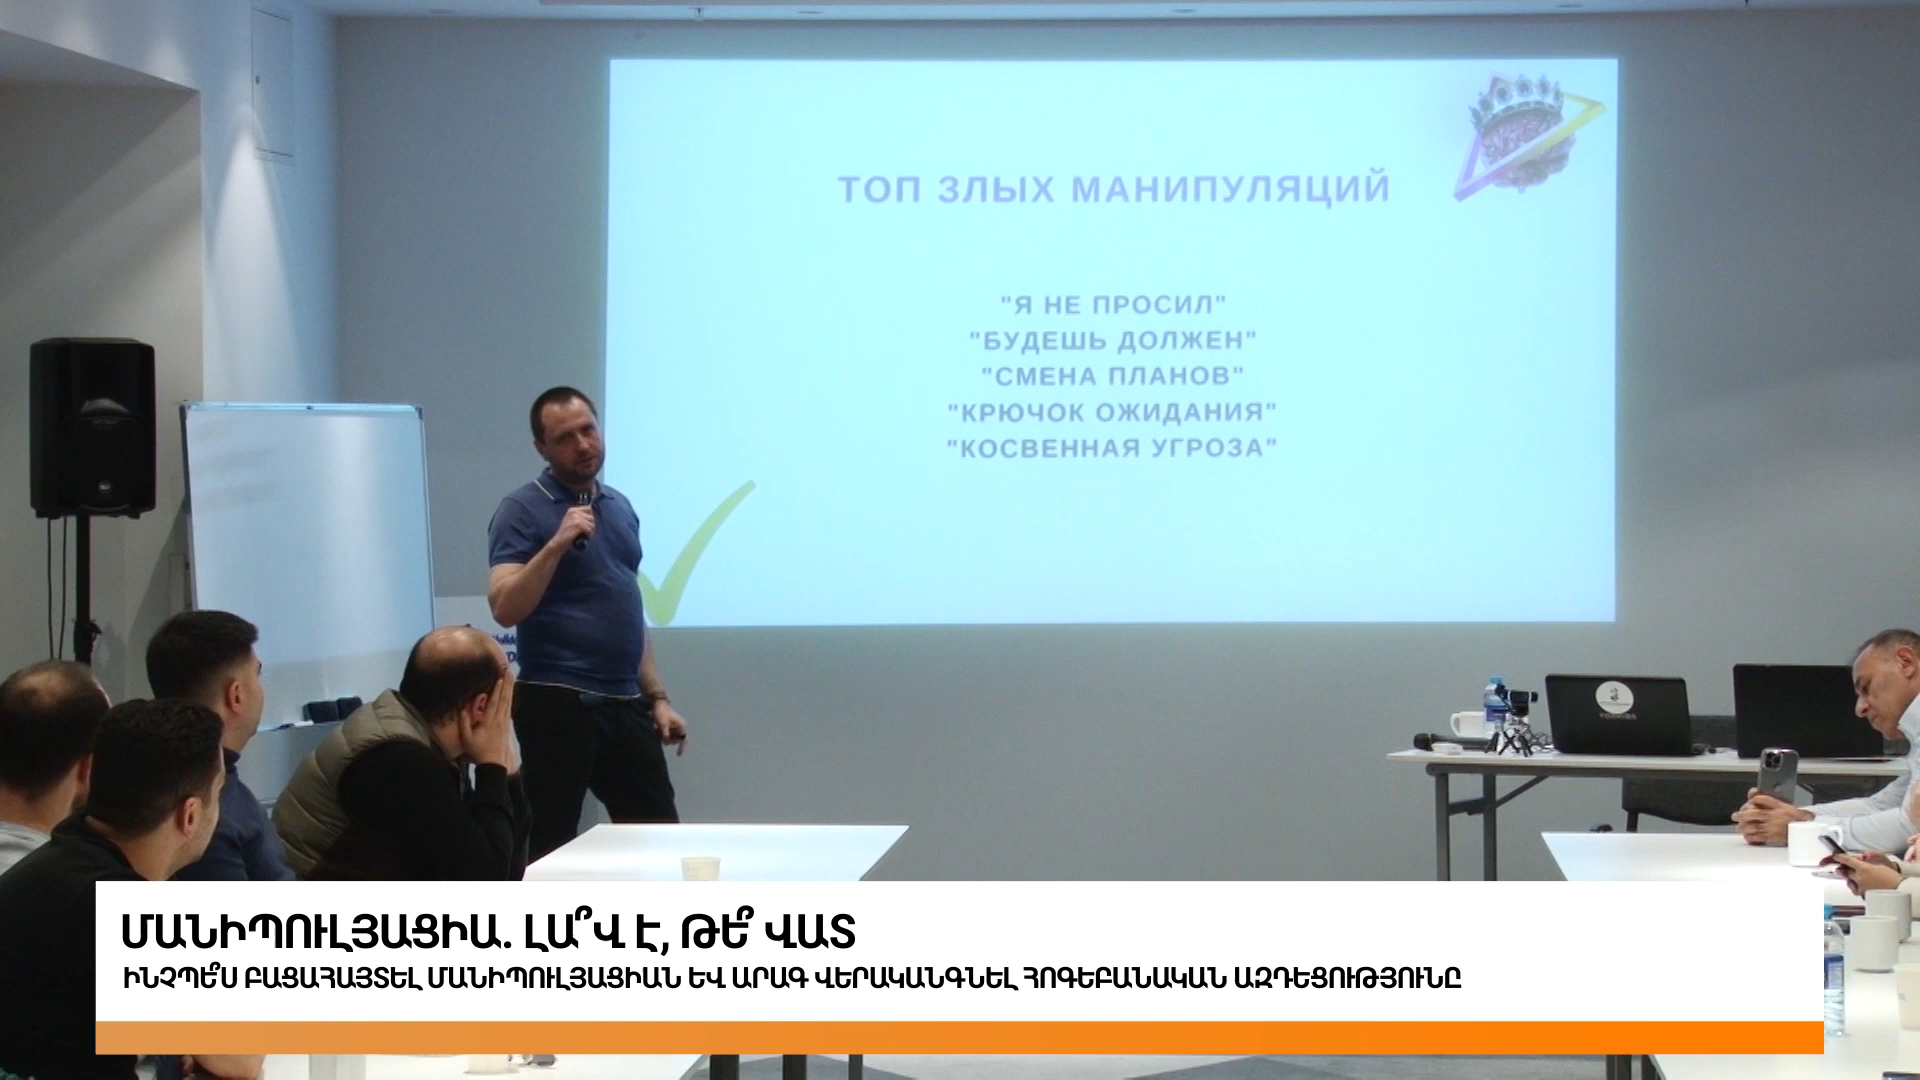 ТОП ЗЛЫХ МАНИПУЛЯЦИЙ
"Я НЕ ПРОСИЛ"
"БУДЕШЬ ДОЛЖЕН"
"СМЕНА ПЛАНОВ"
"КРЮЧОК ОЖИДАНИЯ"
"КОСВЕННАЯ УГРОЗА"
ՄԱՆԻՊՈՒԼՅԱՑԻԱ. ԼԱ՞Վ Է, ԹԵ՞ ՎԱՏ
ԻՆՉՊԵ՞Ս ԲԱՑԱՀԱՅՏԵԼ ՄԱՆԻՊՈՒԼՅԱՑԻԱՆ ԵՎ ԱՐԱԳ ՎԵՐԱԿԱՆԳՆԵԼ ՀՈԳԵԲԱՆԱԿԱՆ ԱԶԴԵՑՈՒԹՅՈՒՆԸ